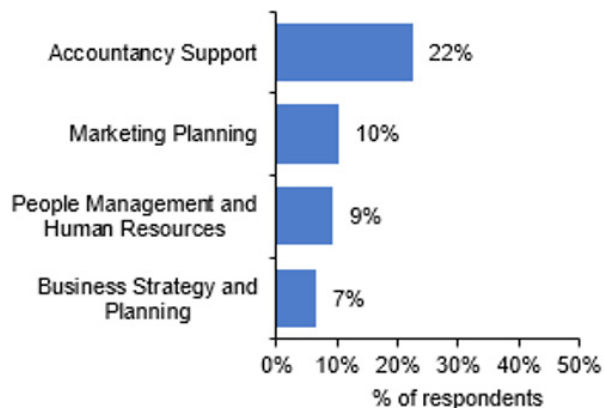 Accountancy Support
22%
Marketing Planning
10%
People Management and
Human Resources
9%
Business Strategy and
Planning
7%
0% 10% 20% 30% 40% 50%
% of respondents